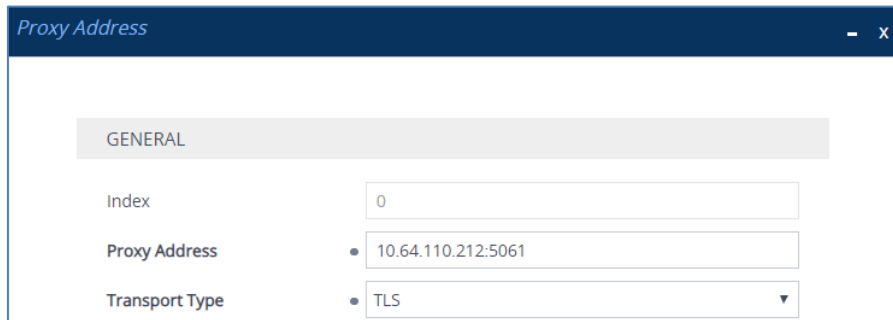 Proxy Address
GENERAL
Index 0
Proxy Address 10.64.110.212:5061
Transport Type TLS